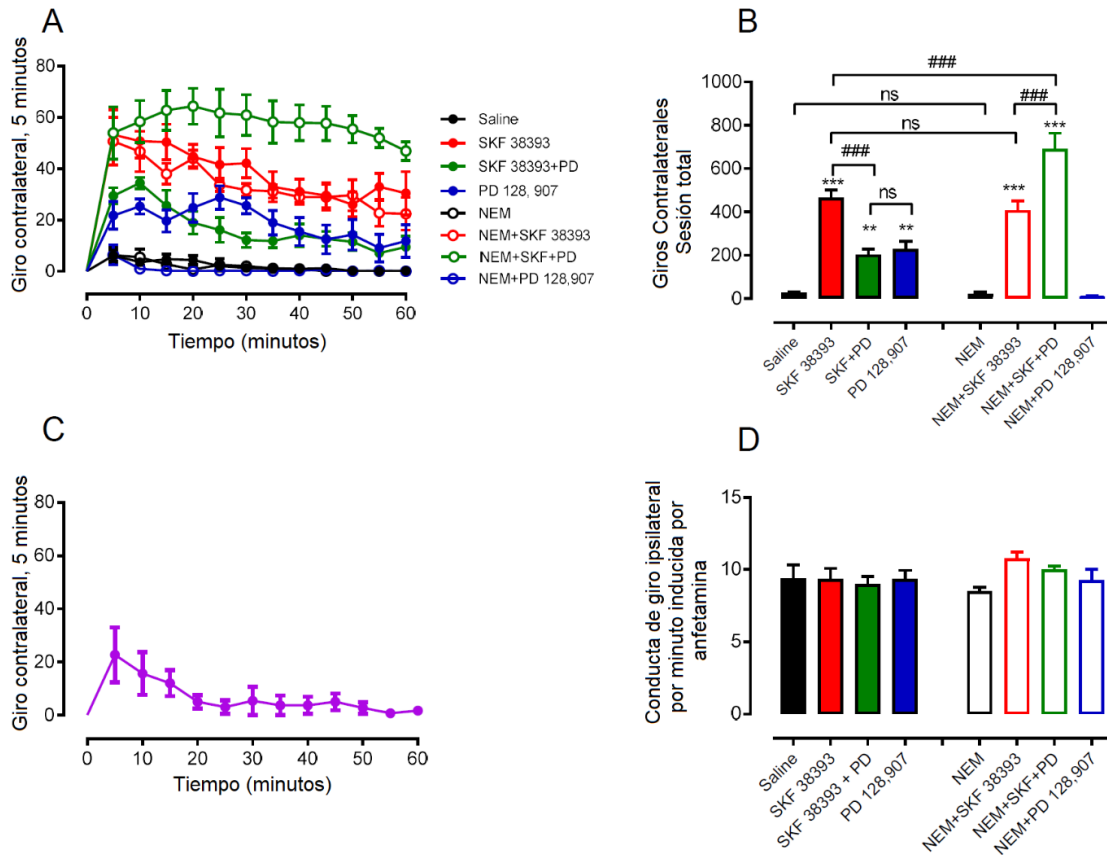 A
Giro contralateral, 5 minutos
80
60
40
20
0
0
10
20
30
40
50
60
Tiempo (minutos)
Saline
SKF 38393
SKF 38393+PD
PD 128, 907
NEM
NEM+SKF 38393
NEM+SKF+PD
NEM+PD 128,907
B
Giros Contralaterales
Sesión total
1000
800
600
400
200
0
###
ns
###
ns
***
###
***
ns
***
**
**
Saline
SKF 38393
SKF+PD
PD 128,907
NEM
NEM+SKF 38393
NEM+SKF+PD
NEM+PD 128,907
C
Giro contralateral, 5 minutos
80
60
40
20
0
0
10
20
30
40
50
60
Tiempo (minutos)
D
Conducta de giro ipsilateral
por minuto inducida por
anfetamina
15
10
5
0
Saline
SKF 38393
SKF 38393 + PD
PD 128,907
NEM
NEM+SKF 38393
NEM+SKF+PD
NEM+PD 128,907